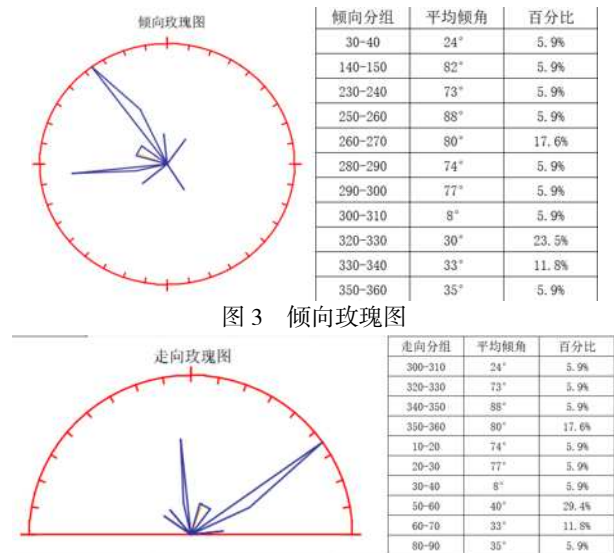 倾向玫瑰图
倾向分组 平均倾角 百分比
30-40 24° 5.9%
140-150 82° 5.9%
230-240 73° 5.9%
250-260 88° 5.9%
260-270 80° 17.6%
280-290 74° 5.9%
290-300 77° 5.9%
300-310 8° 5.9%
320-330 30° 23.5%
330-340 33° 11.8%
350-360 35° 5.9%
图 3 倾向玫瑰图
走向玫瑰图
走向分组 平均倾角 百分比
300-310 24° 5.9%
320-330 73° 5.9%
340-350 88° 5.9%
350-360 80° 17.6%
10-20 74° 5.9%
20-30 77° 5.9%
30-40 8° 5.9%
50-60 40° 29.4%
60-70 33° 11.8%
80-90 35° 5.9%